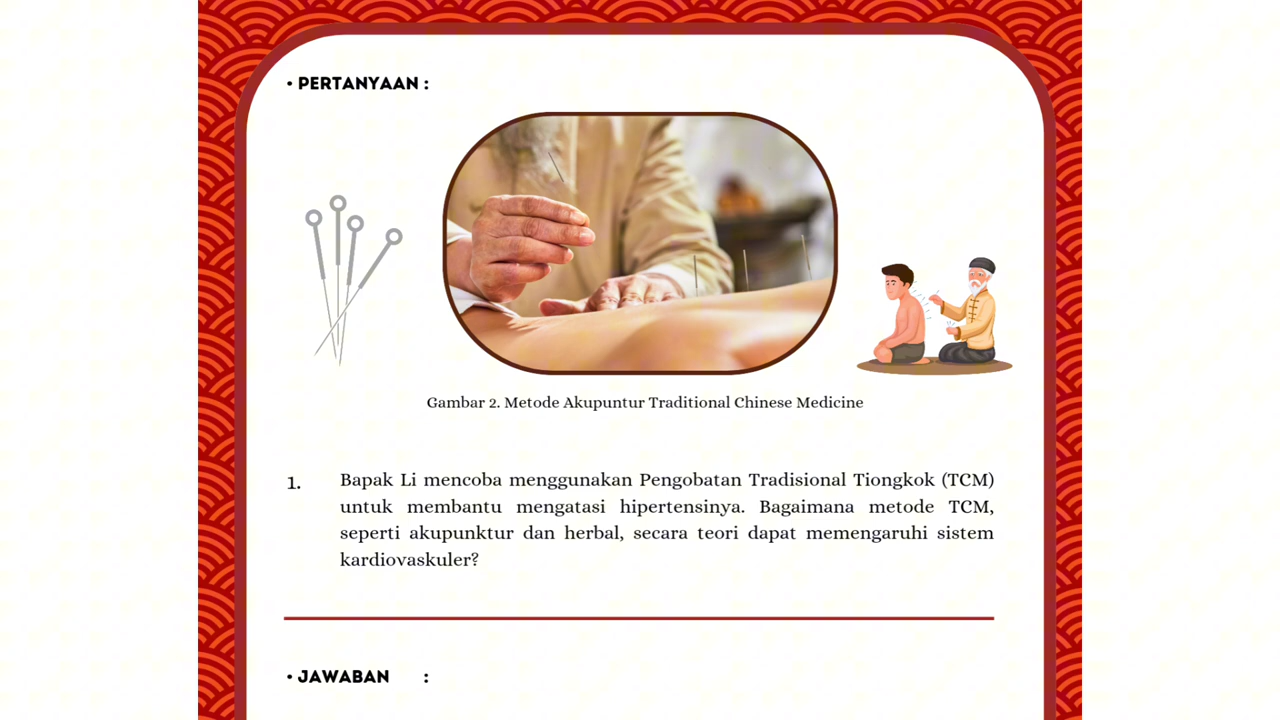 • PERTANYAAN :
Gambar 2. Metode Akupuntur Traditional Chinese Medicine
1. Bapak Li mencoba menggunakan Pengobatan Tradisional Tiongkok (TCM)
untuk membantu mengatasi hipertensinya. Bagaimana metode TCM,
seperti akupunktur dan herbal, secara teori dapat memengaruhi sistem
kardiovaskuler?
• JAWABAN :